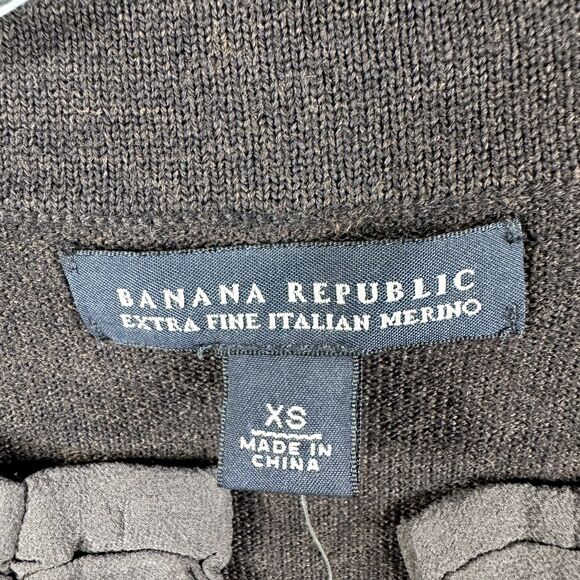 BANANA REPUBLIC
EXTRA FINE ITALIAN MERINO
XS
MADE IN
CHINA